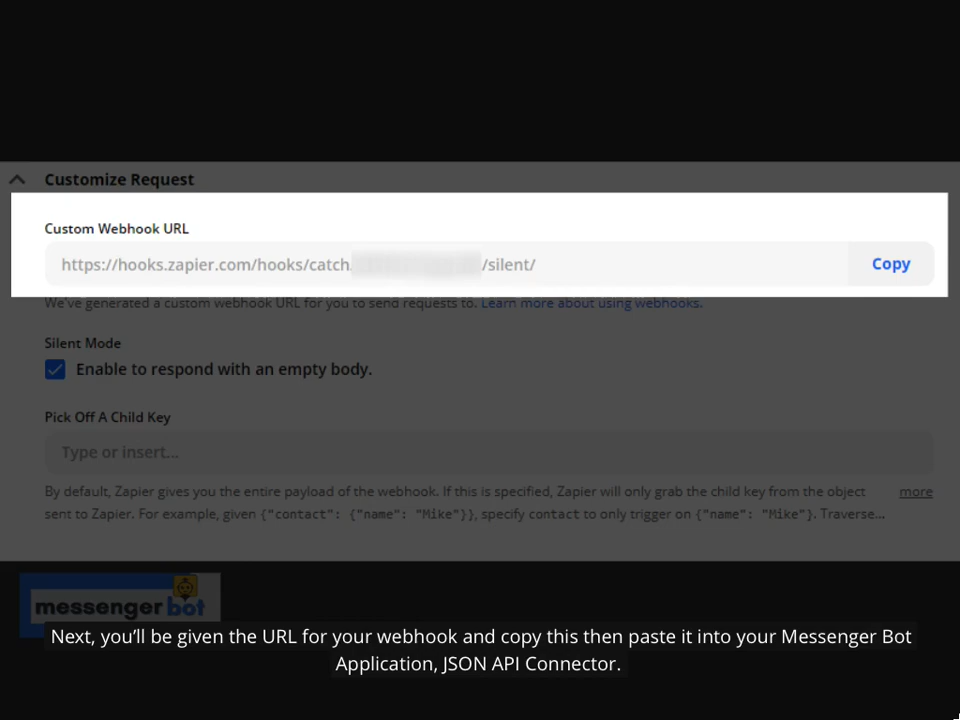 Customize Request
Custom Webhook URL
https://hooks.zapier.com/hooks/catch /silent/
Copy
We've generated a custom webhook URL for you to send requests to. Learn more about using webhooks.
Silent Mode
Enable to respond with an empty body.
Pick Off A Child Key
Type or insert...
By default, Zapier gives you the entire payload of the webhook. If this is specified, Zapier will only grab the child key from the object more
sent to Zapier. For example, given {"contact": {"name": "Mike"}}, specify contact to only trigger on {"name": "Mike"}. Traverse...
messenger bot
Next, you'll be given the URL for your webhook and copy this then paste it into your Messenger Bot
Application, JSON API Connector.